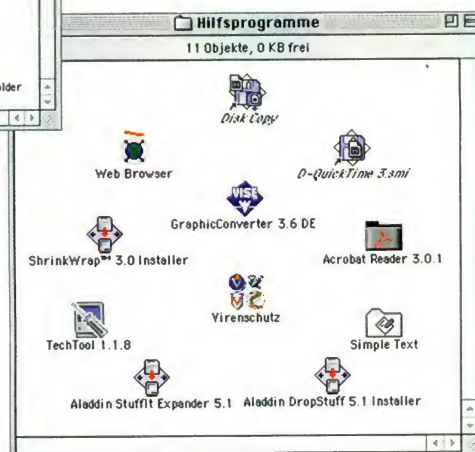 Hilfsprogramme
11 Objekte, 0 KB frei
older
Disk Copy
Web Browser
D-QuickTime 3.smi
VISE
GraphicConverter 3.6 DE
ShrinkWrap™ 3.0 Installer
Acrobat Reader 3.0.1
Virenschutz
TechTool 1.1.8
Simple Text
Aladdin StuffIt Expander 5.1
Aladdin DropStuff 5.1 Installer